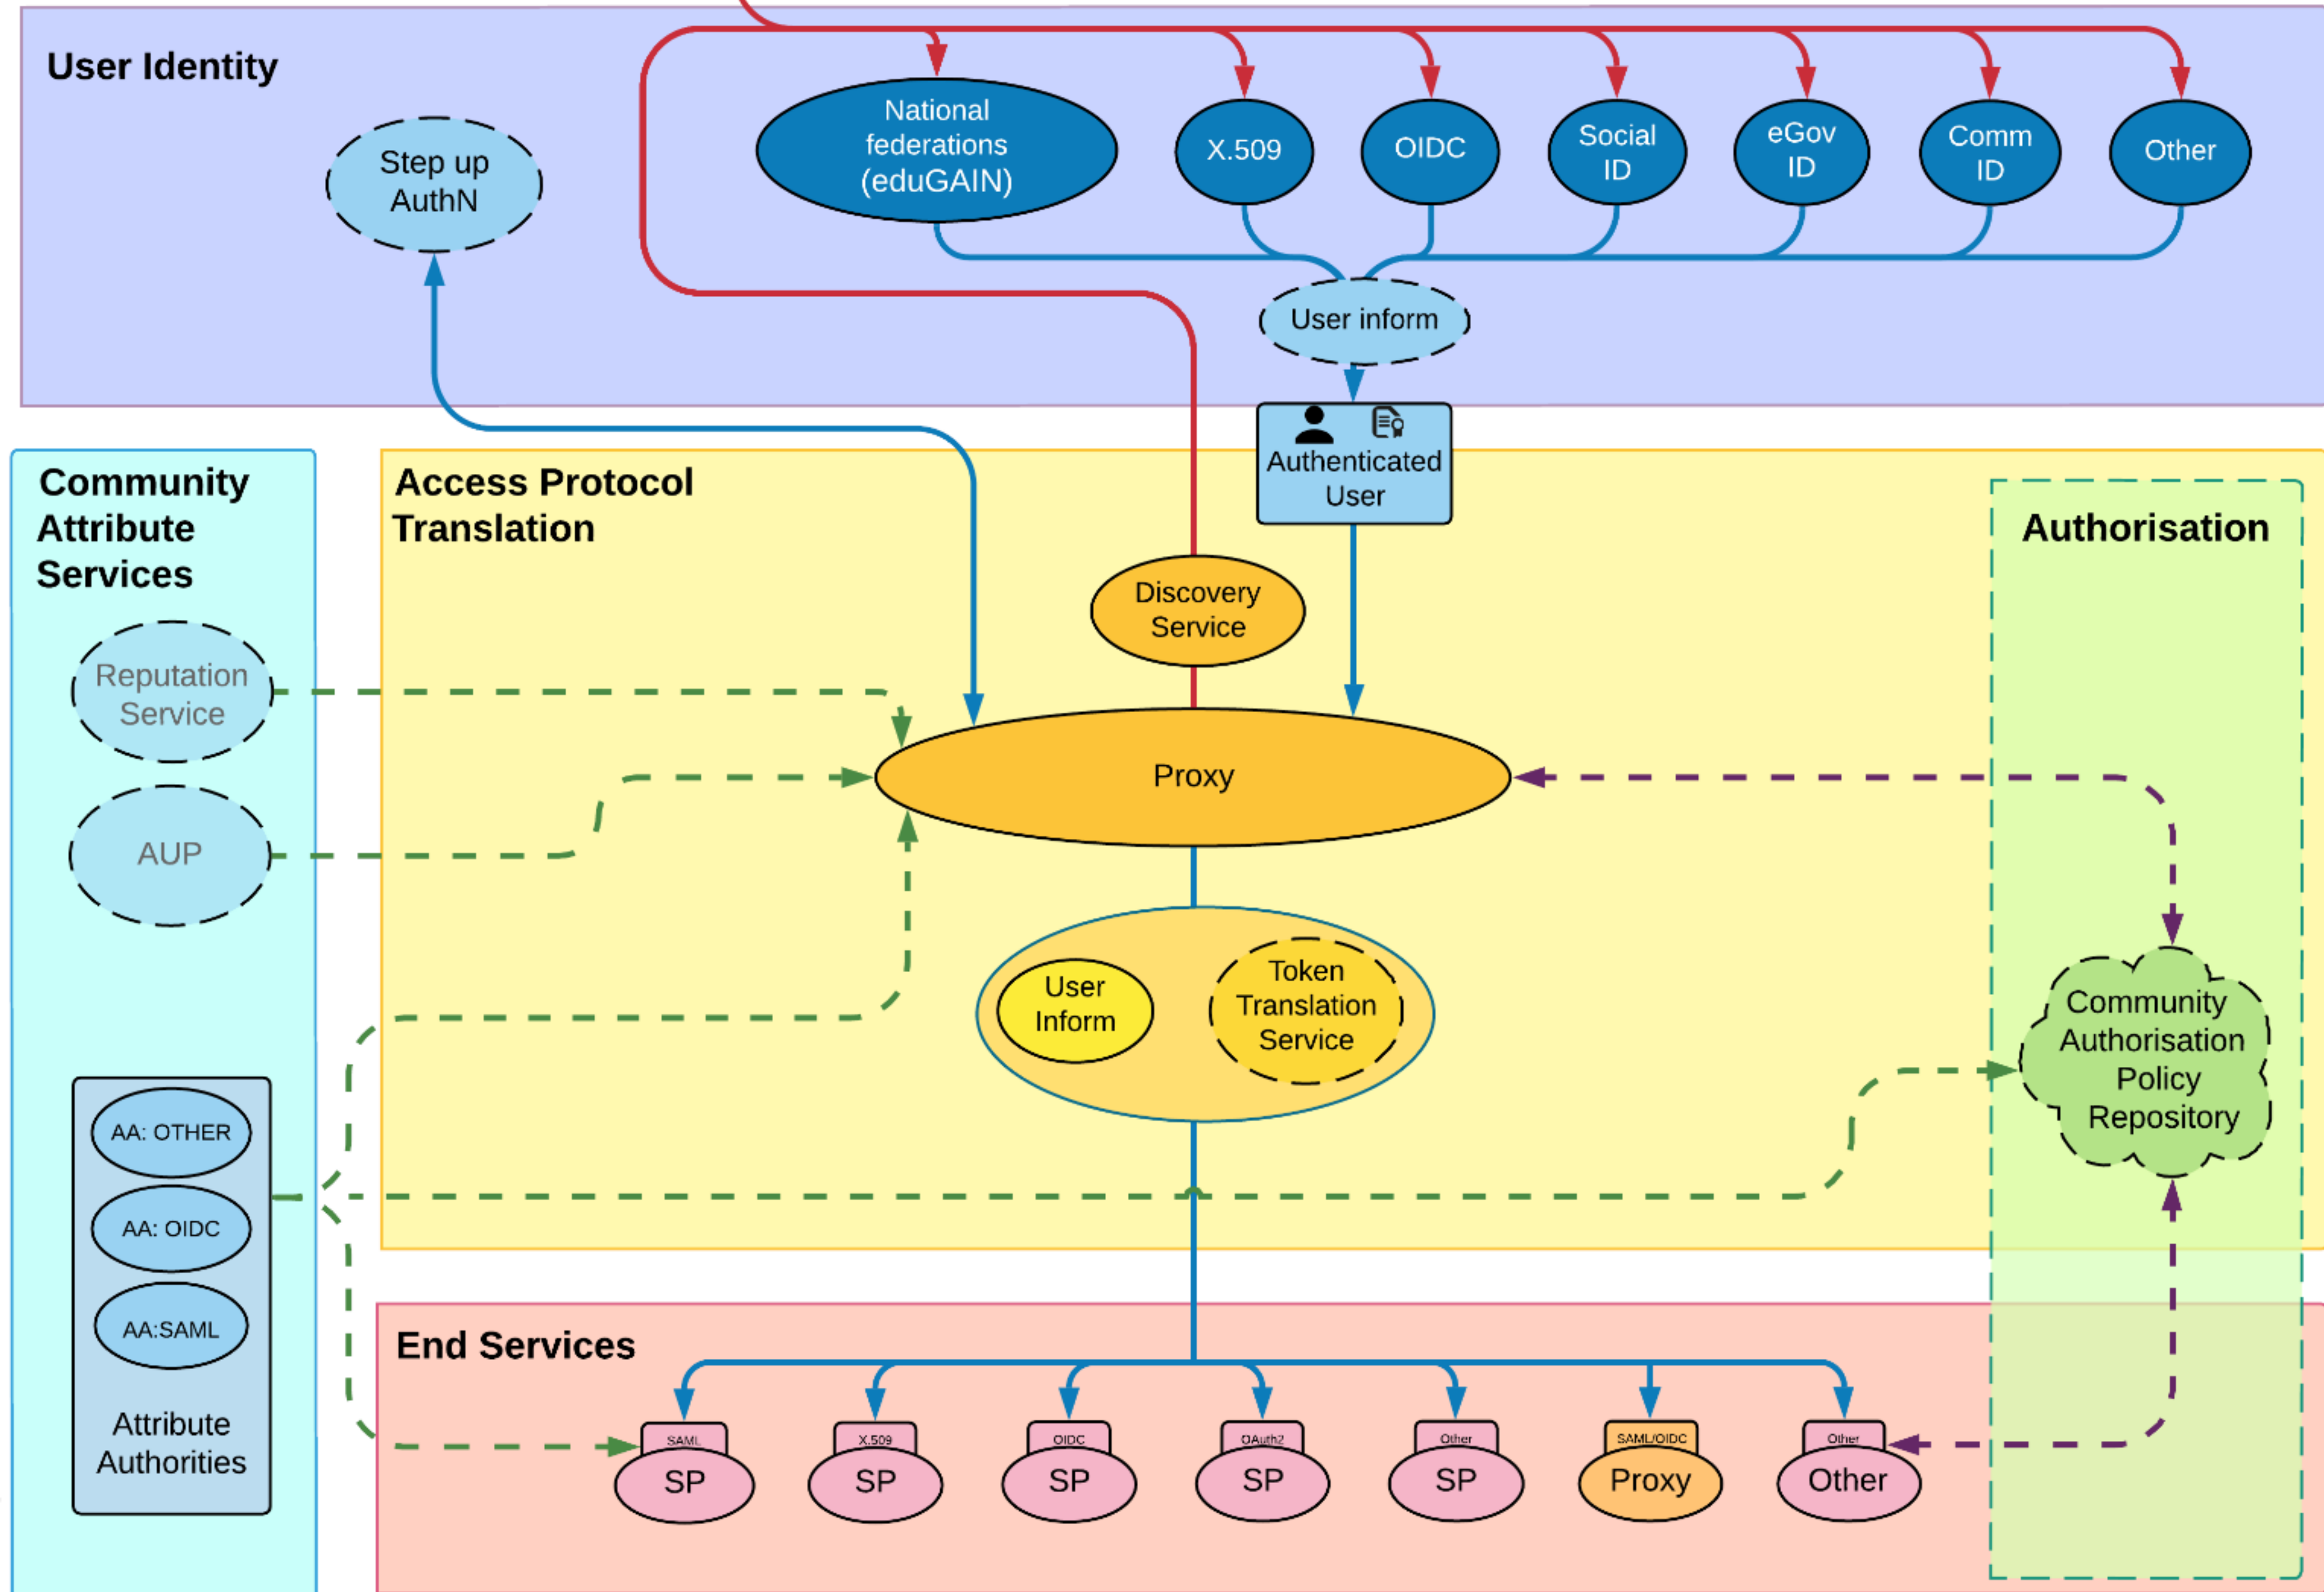 User Identity
Step up
AuthN
National
federations
(eduGAIN)
X.509
OIDC
Social
ID
eGov
ID
Comm
ID
Other
User inform
Authenticated
User
Community
Attribute
Services
Reputation
Service
AUP
AA: OTHER
AA: OIDC
AA:SAML
Attribute
Authorities
Access Protocol
Translation
Discovery
Service
Proxy
User
Inform
Token
Translation
Service
Authorisation
Community
Authorisation
Policy
Repository
End Services
SAML
SP
X.509
SP
OIDC
SP
OAuth2
SP
Other
SP
SAML/OIDC
Proxy
Other
Other